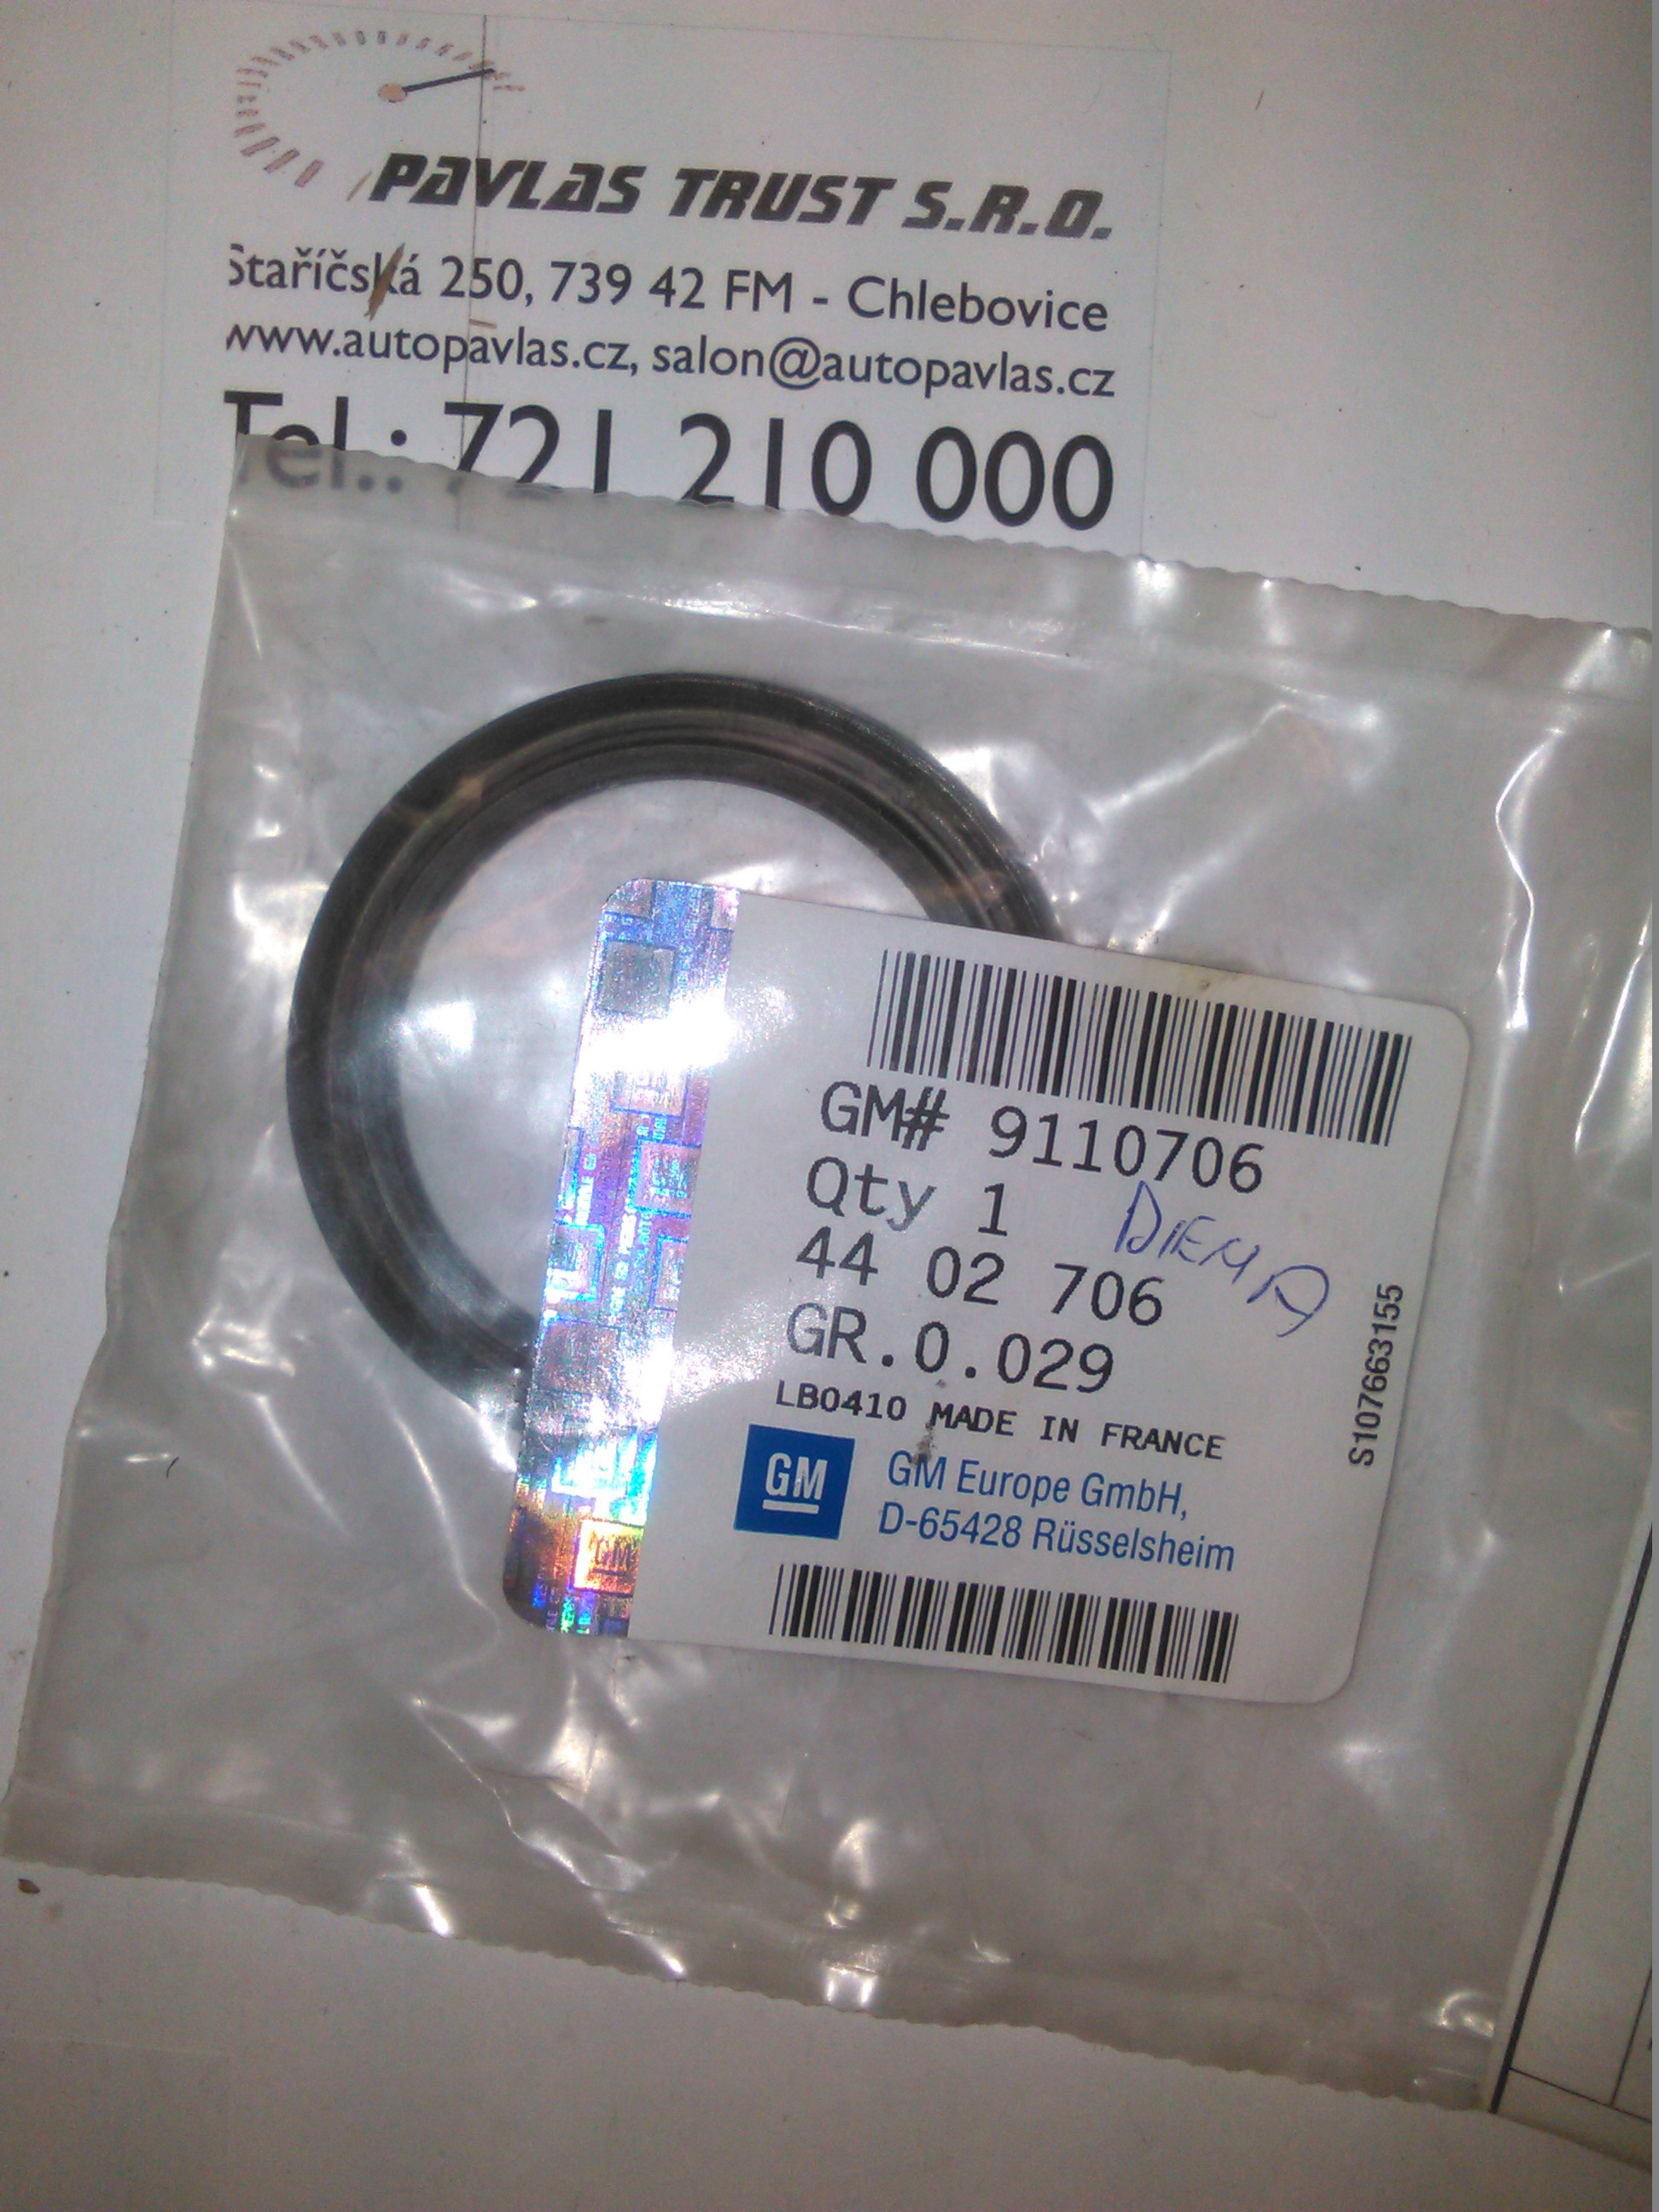 PAVLAS TRUST S.R.O.
Staříčská 250, 739 42 FM - Chlebovice
www.autopavlas.cz, salon@autopavlas.cz
Tel.: 721 210 000
GM# 9110706
Qty 1
44 02 706
GR.0.029
LB0410 MADE IN FRANCE
GM
GM Europe GmbH,
D-65428 Rüsselsheim
S107663155
GM